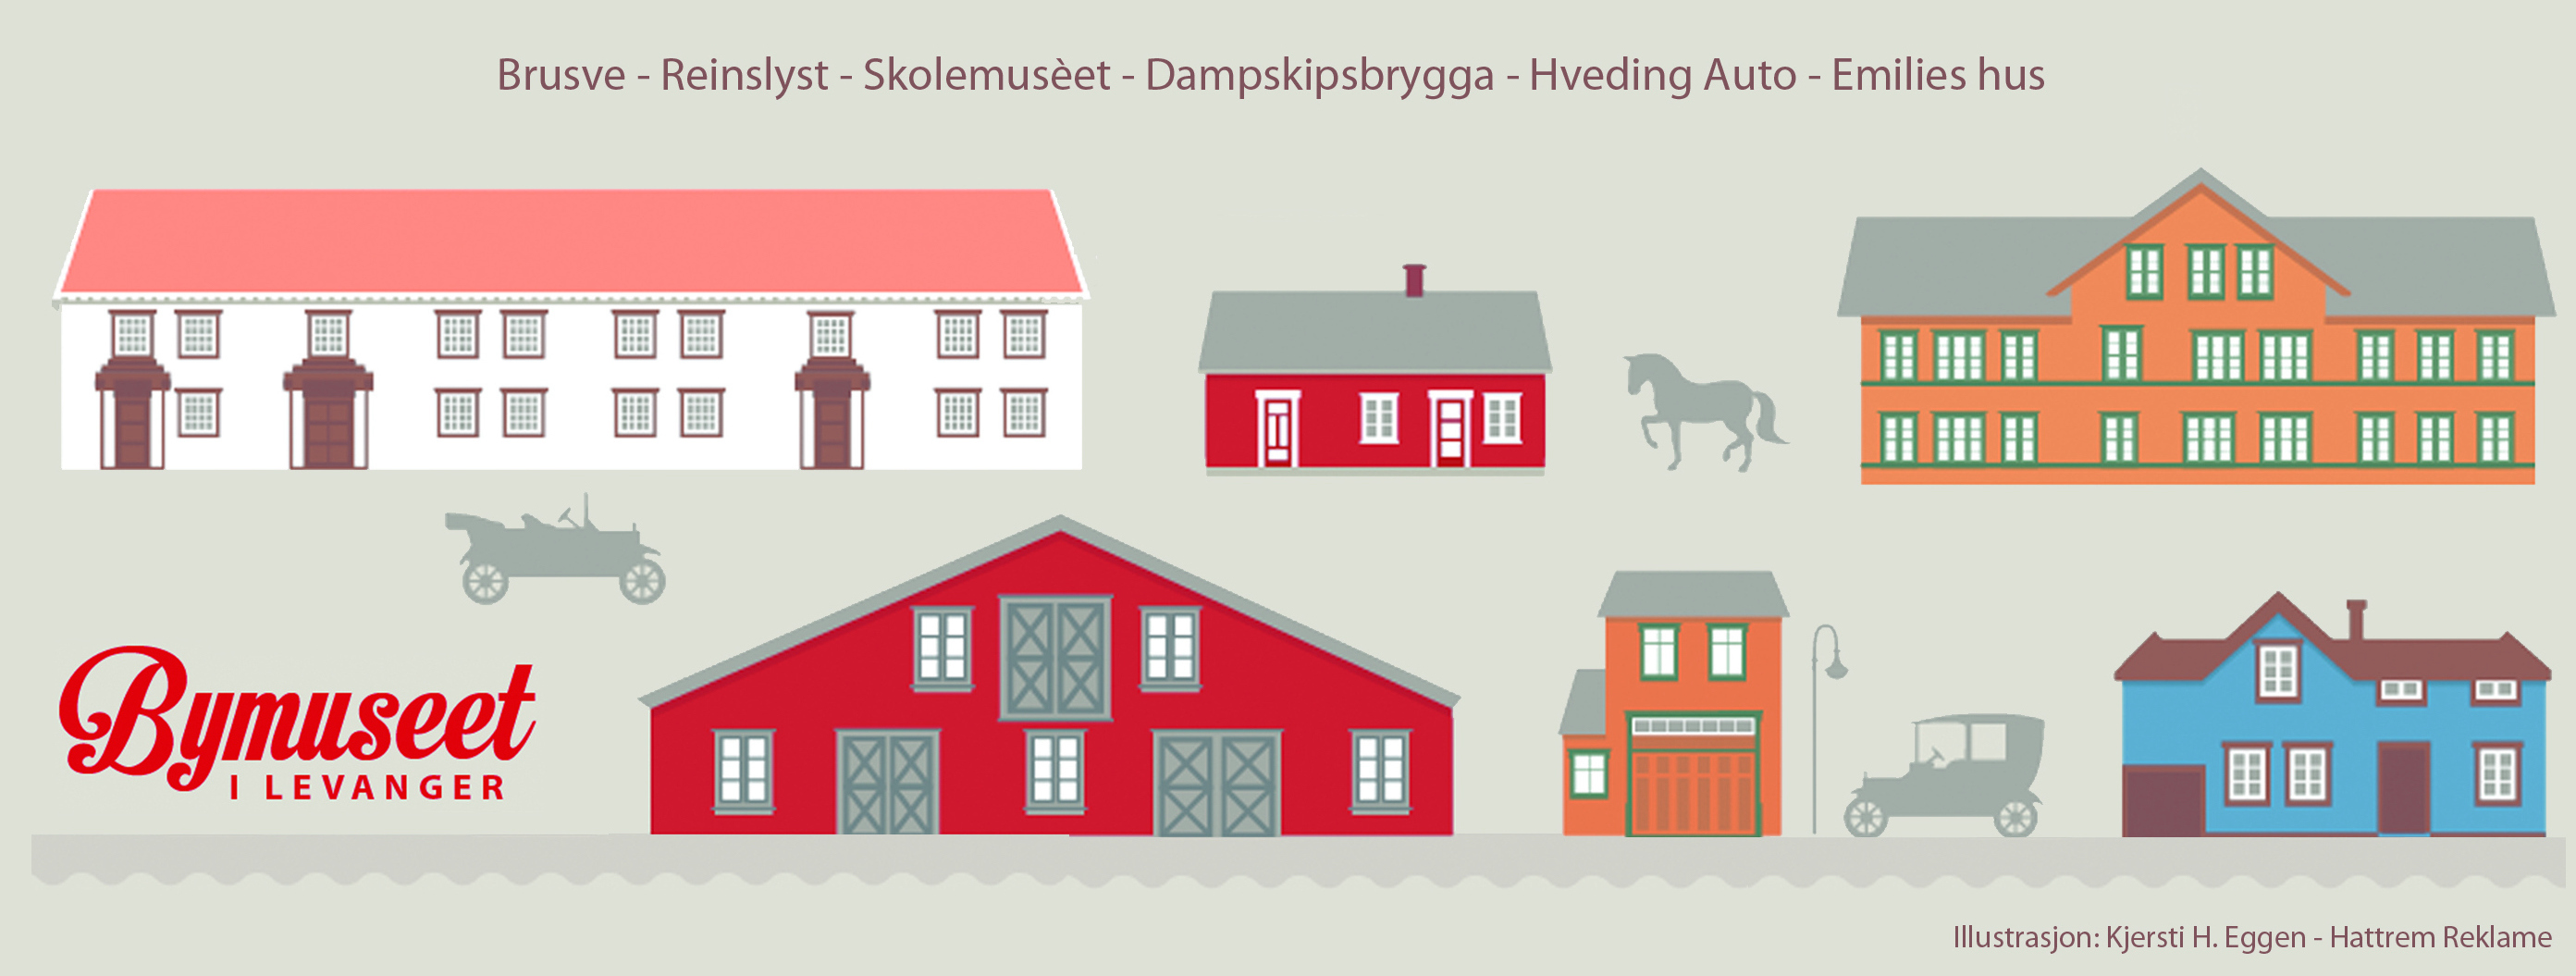 Brusve - Reinslyst - Skolemusèet - Dampskipsbrygga - Hveding Auto - Emilies hus
Bymuseet
I LEVANGER
Illustrasjon: Kjersti H. Eggen - Hattrem Reklame